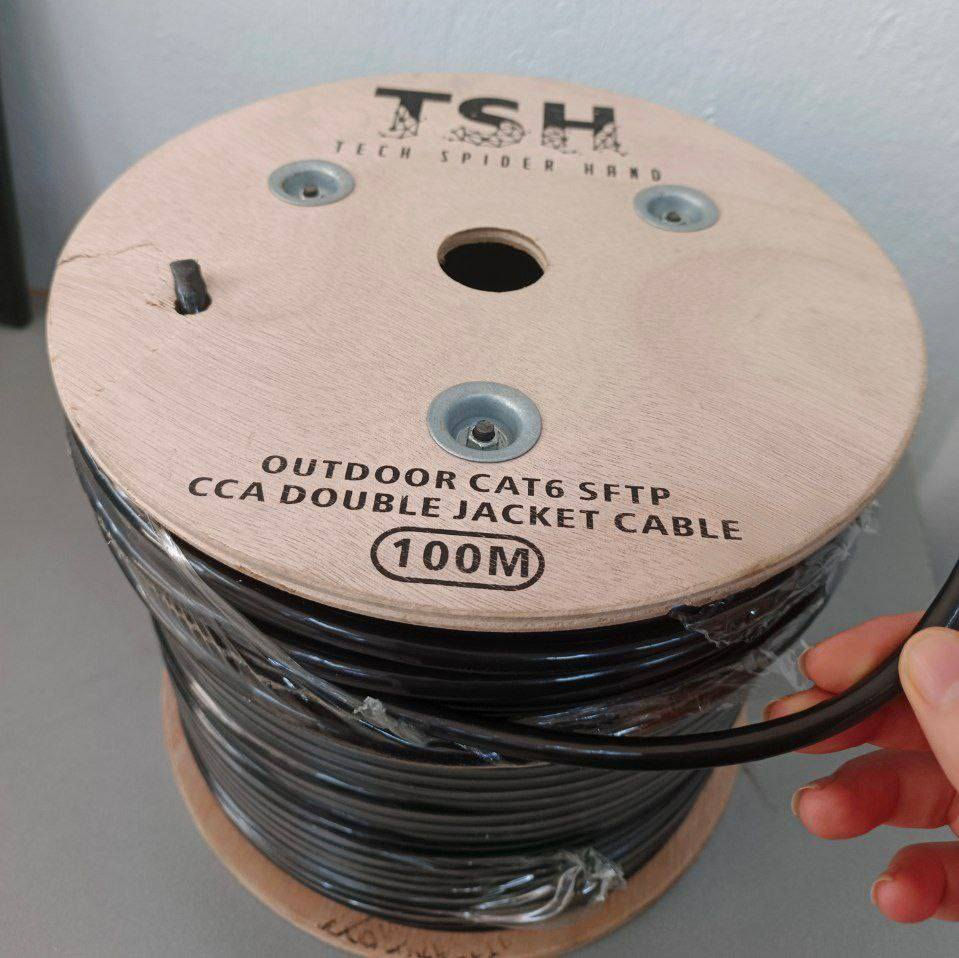 TSH
TECH SPIDER HAND
OUTDOOR CAT6 SFTP
CCA DOUBLE JACKET CABLE
100M